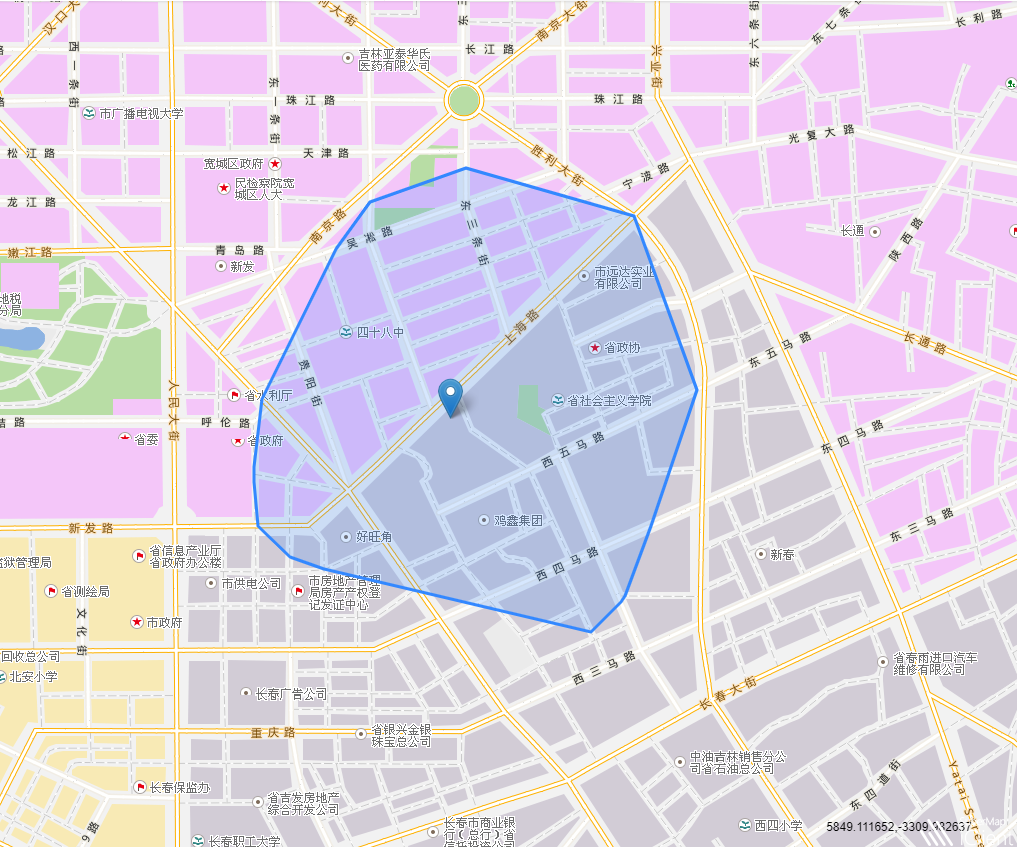 汉口大
八大街
东三
南京大街
兴业街
东六条街
东七条街
长利路
西一条街
吉林亚泰华氏
医药有限公司
长江路
东一条街
珠江路
珠江路
市广播电视大学
光复大路
松江路
宽城区政府
天津路
胜利大街
宁波路
民检察院宽
城区人大
龙江路
南京路
吴淞路
东三条街
长通
陕西路
嫩江路
青岛路
新发
市远达实业
有限公司
地税
分局
四十八中
上海路
省政协
长通路
东五马路
贵阳街
人民大街
省水利厅
省社会主义学院
喆路
呼伦路
省委
省政府
西五马路
东四马路
新发路
鸡鑫集团
好旺角
东三马路
监狱管理局
省信息产业厅
省政府办公楼
西四马路
新春
市供电公司
市房地产管理
局房产产权登
记发证中心
省测绘局
文化街
市政府
回收总公司
北安小学
西三马路
省春雨进口汽车
维修有限公司
长春广告公司
长春大街
重庆路
省银兴金银
珠宝总公司
中油吉林销售分公
司省石油总公司
长春保监办
省吉发房地产
综合开发公司
东四道街
Yatai Street
长春职工大学
长春市商业银
行(总行)省
信托投资公司
西四小学
5849.111652,-3309.932637